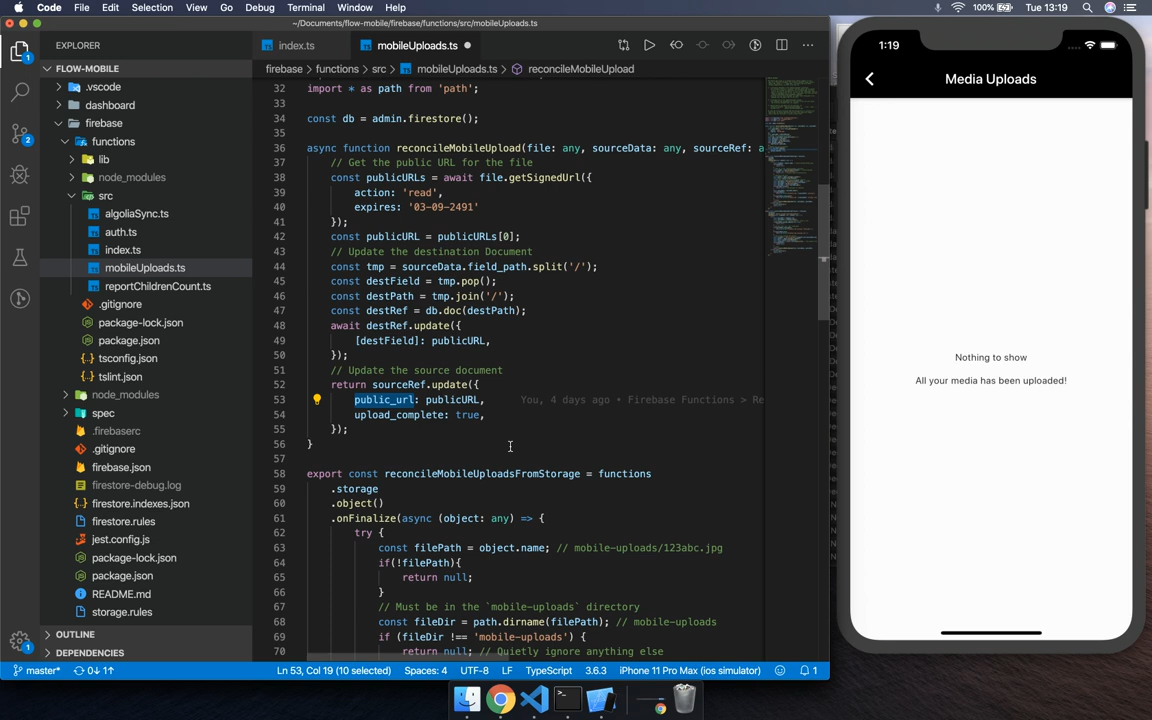 Code File Edit Selection View Go Debug Terminal Window Help 100% Tue 13:19
~/Documents/flow-mobile/firebase/functions/src/mobileUploads.ts
EXPLORER
index.ts
mobileUploads.ts
FLOW-MOBILE
firebase > functions > src > mobileUploads.ts > reconcileMobileUpload
.vscode
dashboard
firebase
functions
lib
node_modules
src
algoliaSync.ts
auth.ts
index.ts
mobileUploads.ts
reportChildrenCount.ts
.gitignore
package-lock.json
package.json
tsconfig.json
tslint.json
node_modules
spec
.firebaserc
.gitignore
firebase.json
firestore-debug.log
firestore.indexes.json
firestore.rules
jest.config.js
package-lock.json
package.json
README.md
storage.rules
OUTLINE
DEPENDENCIES
32 import * as path from 'path';
33
34 const db = admin.firestore();
35
36 async function reconcileMobileUpload(file: any, sourceData: any, sourceRef: a
37 // Get the public URL for the file
38 const publicURLs = await file.getSignedUrl({
39 action: 'read',
40 expires: '03-09-2491'
41 });
42 const publicURL = publicURLs[0];
43 // Update the destination Document
44 const tmp = sourceData.field_path.split('/');
45 const destField = tmp.pop();
46 const destPath = tmp.join('/');
47 const destRef = db.doc(destPath);
48 await destRef.update({
49 [destField]: publicURL,
50 });
51 // Update the source document
52 return sourceRef.update({
53 public_url: publicURL, You, 4 days ago • Firebase Functions > Re
54 upload_complete: true,
55 });
56 }
57
58 export const reconcileMobileUploadsFromStorage = functions
59 .storage
60 .object()
61 .onFinalize(async (object: any) => {
62 try {
63 const filePath = object.name; // mobile-uploads/123abc.jpg
64 if(!filePath){
65 return null;
66 }
67 // Must be in the `mobile-uploads` directory
68 const fileDir = path.dirname(filePath); // mobile-uploads
69 if (fileDir !== 'mobile-uploads') {
70 return null; // Quietly ignore anything else
master* 0↓ 1↑ Ln 53, Col 19 (10 selected) Spaces: 4 UTF-8 LF TypeScript 3.6.3 iPhone 11 Pro Max (ios simulator) 1
1:19
Media Uploads
Nothing to show
All your media has been uploaded!